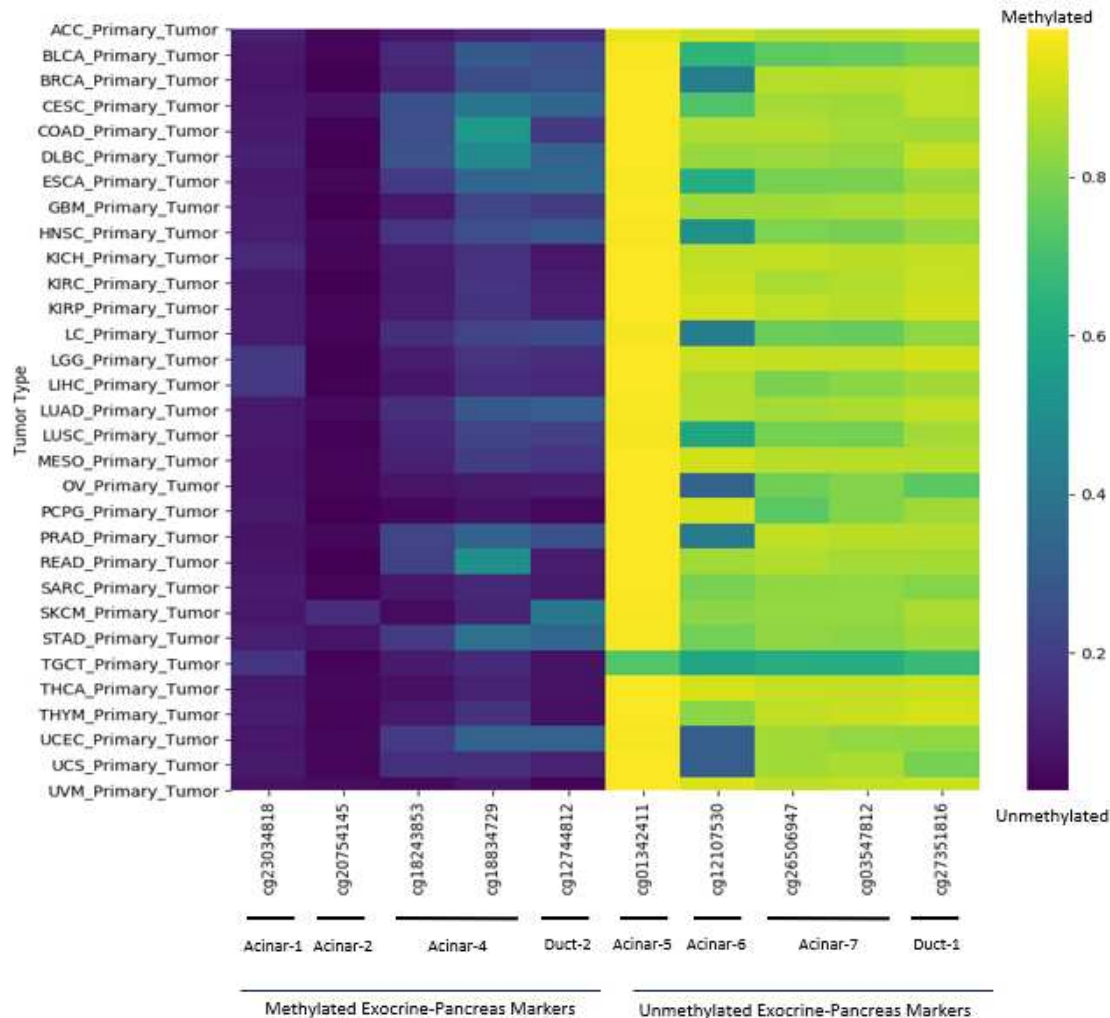 Methylated
ACC_Primary_Tumor
BLCA_Primary_Tumor
BRCA_Primary_Tumor
CESC_Primary_Tumor
COAD_Primary_Tumor
DLBC_Primary_Tumor
ESCA_Primary_Tumor
GBM_Primary_Tumor
HNSC_Primary_Tumor
KICH_Primary_Tumor
KIRC_Primary_Tumor
KIRP_Primary_Tumor
LC_Primary_Tumor
LGG_Primary_Tumor
LIHC_Primary_Tumor
LUAD_Primary_Tumor
LUSC_Primary_Tumor
MESO_Primary_Tumor
OV_Primary_Tumor
PCPG_Primary_Tumor
PRAD_Primary_Tumor
READ_Primary_Tumor
SARC_Primary_Tumor
SKCM_Primary_Tumor
STAD_Primary_Tumor
TGCT_Primary_Tumor
THCA_Primary_Tumor
THYM_Primary_Tumor
UCEC_Primary_Tumor
UCS_Primary_Tumor
UVM_Primary_Tumor
Tumor Type
0.8
0.6
0.4
0.2
Unmethylated
cg23034818
cg20754145
cg18243853
cg18834729
cg12744812
cg01342411
cg12107530
cg26506947
cg03547812
cg27351816
Acinar-1 Acinar-2 Acinar-4 Duct-2 Acinar-5 Acinar-6 Acinar-7 Duct-1
Methylated Exocrine-Pancreas Markers Unmethylated Exocrine-Pancreas Markers